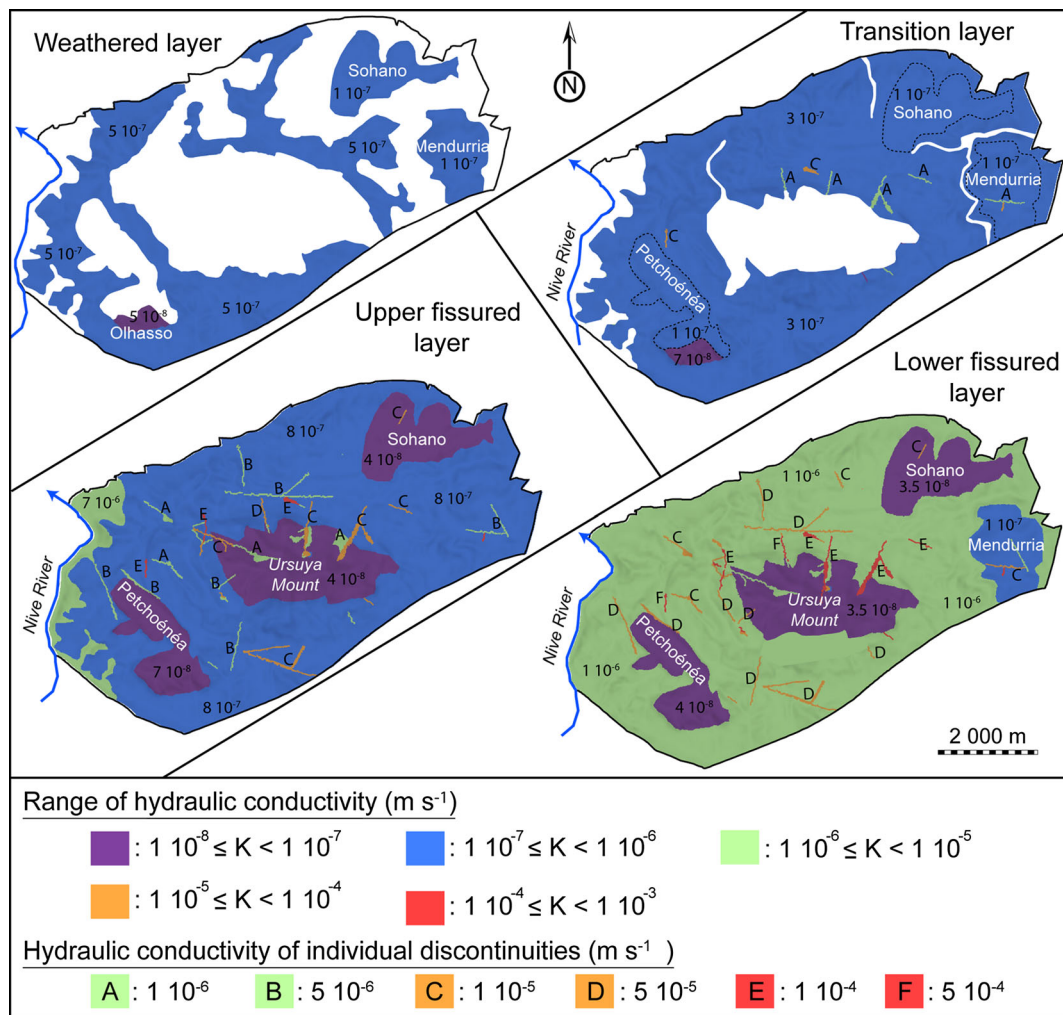 Weathered layer
Sohano
1 10⁻⁷
5 10⁻⁷
5 10⁻⁷
Mendurria
1 10⁻⁷
5 10⁻⁷
5 10⁻⁷
5 10⁻⁸
Olhasso
Nive River
N
Transition layer
1 10⁻⁷
Sohano
3 10⁻⁷
C
A
A
A
A
1 10⁻⁷
Mendurria
A
C
Petchoénéa
Nive River
1 10⁻⁷
7 10⁻⁸
3 10⁻⁷
Upper fissured
layer
8 10⁻⁷
C
Sohano
4 10⁻⁸
B
7 10⁻⁶
B
8 10⁻⁷
A
E
D
E
C
C
C
B
A
C
A
Ursuya
Mount
4 10⁻⁸
B
E
A
B
B
Petchoénéa
Nive River
7 10⁻⁸
B
C
8 10⁻⁷
Lower fissured
layer
1 10⁻⁶
C
C
Sohano
3.5 10⁻⁸
D
D
1 10⁻⁷
Mendurria
C
C
E
F
E
E
E
E
F
C
D
D
D
D
Ursuya
Mount
3.5 10⁻⁸
1 10⁻⁶
Petchoénéa
Nive River
1 10⁻⁶
4 10⁻⁸
D
D
D
2 000 m
Range of hydraulic conductivity (m s⁻¹)
: 1 10⁻⁸ ≤ K < 1 10⁻⁷ : 1 10⁻⁷ ≤ K < 1 10⁻⁶ : 1 10⁻⁶ ≤ K < 1 10⁻⁵
: 1 10⁻⁵ ≤ K < 1 10⁻⁴ : 1 10⁻⁴ ≤ K < 1 10⁻³
Hydraulic conductivity of individual discontinuities (m s⁻¹
A : 1 10⁻⁶ B : 5 10⁻⁶ C : 1 10⁻⁵ D : 5 10⁻⁵ E : 1 10⁻⁴ F : 5 10⁻⁴